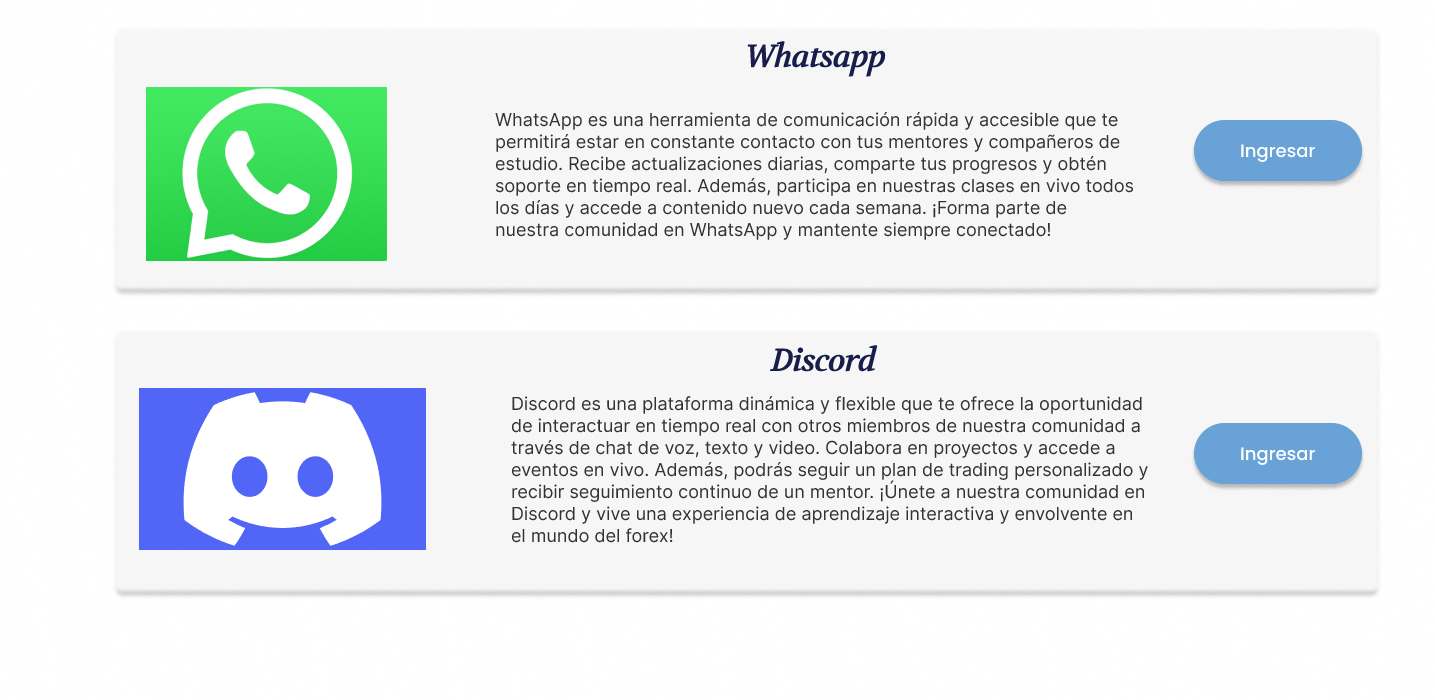 Whatsapp
WhatsApp es una herramienta de comunicación rápida y accesible que te
permitirá estar en constante contacto con tus mentores y compañeros de
estudio. Recibe actualizaciones diarias, comparte tus progresos y obtén
soporte en tiempo real. Además, participa en nuestras clases en vivo todos
los días y accede a contenido nuevo cada semana. ¡Forma parte de
nuestra comunidad en WhatsApp y mantente siempre conectado!
Ingresar
Discord
Discord es una plataforma dinámica y flexible que te ofrece la oportunidad
de interactuar en tiempo real con otros miembros de nuestra comunidad a
través de chat de voz, texto y video. Colabora en proyectos y accede a
eventos en vivo. Además, podrás seguir un plan de trading personalizado y
recibir seguimiento continuo de un mentor. ¡Únete a nuestra comunidad en
Discord y vive una experiencia de aprendizaje interactiva y envolvente en
el mundo del forex!
Ingresar